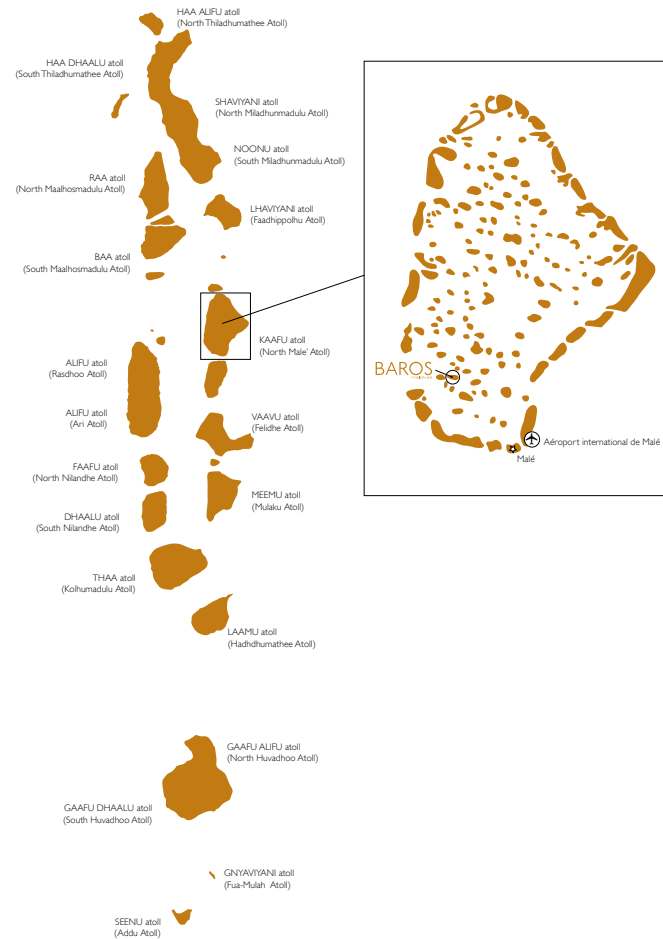 HAA ALIFU atoll
(North Thiladhumathee Atoll)
HAA DHAALU atoll
(South Thiladhumathee Atoll)
SHAVIYANI atoll
(North Miladhunmadulu Atoll)
NOONU atoll
(South Miladhunmadulu Atoll)
RAA atoll
(North Maalhosmadulu Atoll)
LHAVIYANI atoll
(Faadhippolhu Atoll)
BAA atoll
(South Maalhosmadulu Atoll)
KAAFU atoll
(North Male' Atoll)
ALIFU atoll
(Rasdhoo Atoll)
ALIFU atoll
(Ari Atoll)
VAAVU atoll
(Felidhe Atoll)
FAAFU atoll
(North Nilandhe Atoll)
MEEMU atoll
(Mulaku Atoll)
DHAALU atoll
(South Nilandhe Atoll)
THAA atoll
(Kolhumadulu Atoll)
LAAMU atoll
(Hadhdhumathee Atoll)
GAAFU ALIFU atoll
(North Huvadhoo Atoll)
GAAFU DHAALU atoll
(South Huvadhoo Atoll)
GNYAVIYANI atoll
(Fua-Mulah Atoll)
SEENU atoll
(Addu Atoll)
BAROS
Aéroport international de Malé
Malé